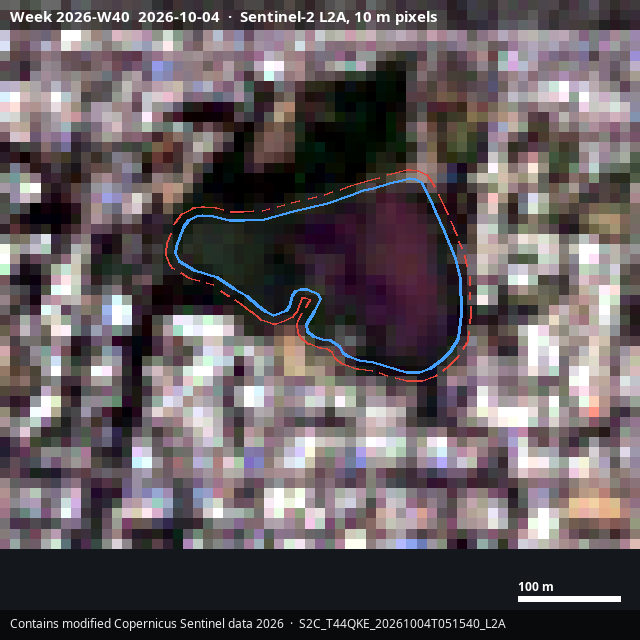 Week 2026-W40  2026-10-04  ·  Sentinel-2 L2A, 10 m pixels
100 m
Contains modified Copernicus Sentinel data 2026  ·  S2C_T44QKE_20261004T051540_L2A